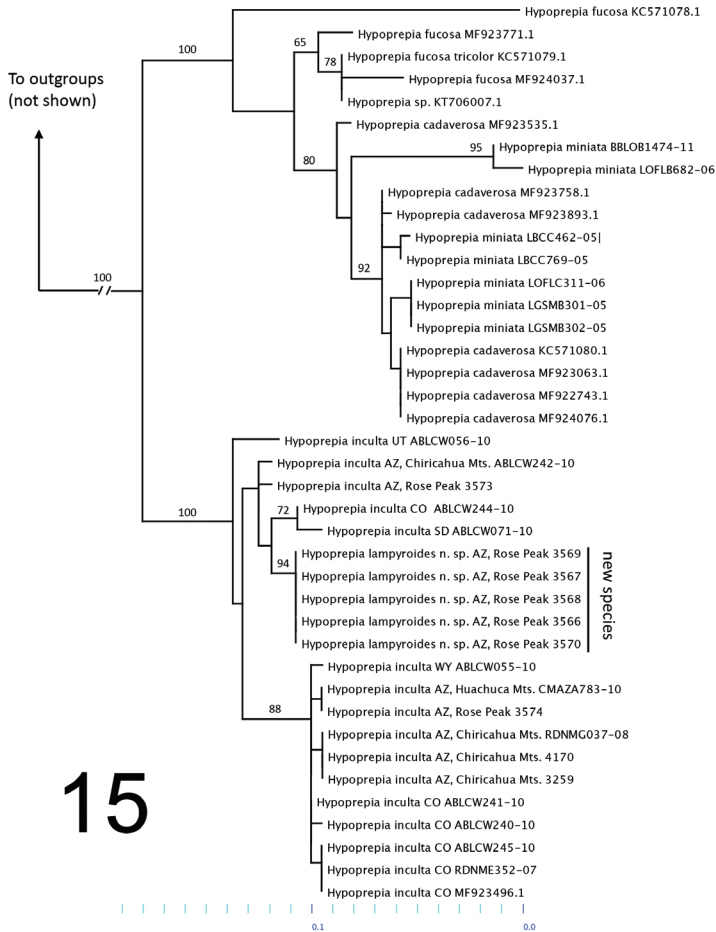 Hypoprepia fucosa KC571078.1
Hypoprepia fucosa MF923771.1
65
100
Hypoprepia fucosa tricolor KC571079.1
78
To outgroups
(not shown)
Hypoprepia fucosa MF924037.1
Hypoprepia sp. KT706007.1
Hypoprepia cadaverosa MF923535.1
95
Hypoprepia miniata BBLOB1474-11
80
Hypoprepia miniata LOFLB682-06
Hypoprepia cadaverosa MF923758.1
Hypoprepia cadaverosa MF923893.1
Hypoprepia miniata LBCC462-05|
Hypoprepia miniata LBCC769-05
92
100
Hypoprepia miniata LOFLC311-06
Hypoprepia miniata LGSMB301-05
Hypoprepia miniata LGSMB302-05
Hypoprepia cadaverosa KC571080.1
Hypoprepia cadaverosa MF923063.1
Hypoprepia cadaverosa MF922743.1
Hypoprepia cadaverosa MF924076.1
Hypoprepia inculta UT ABLCW056-10
Hypoprepia inculta AZ, Chiricahua Mts. ABLCW242-10
Hypoprepia inculta AZ, Rose Peak 3573
100
72
Hypoprepia inculta CO ABLCW244-10
Hypoprepia inculta SD ABLCW071-10
94
Hypoprepia lampyroides n. sp. AZ, Rose Peak 3569
Hypoprepia lampyroides n. sp. AZ, Rose Peak 3567
Hypoprepia lampyroides n. sp. AZ, Rose Peak 3568
Hypoprepia lampyroides n. sp. AZ, Rose Peak 3566
Hypoprepia lampyroides n. sp. AZ, Rose Peak 3570
new species
Hypoprepia inculta WY ABLCW055-10
Hypoprepia inculta AZ, Huachuca Mts. CMAZA783-10
88
Hypoprepia inculta AZ, Rose Peak 3574
Hypoprepia inculta AZ, Chiricahua Mts. RDNMG037-08
Hypoprepia inculta AZ, Chiricahua Mts. 4170
Hypoprepia inculta AZ, Chiricahua Mts. 3259
15
Hypoprepia inculta CO ABLCW241-10
Hypoprepia inculta CO ABLCW240-10
Hypoprepia inculta CO ABLCW245-10
Hypoprepia inculta CO RDNME352-07
Hypoprepia inculta CO MF923496.1
0.1
0.0